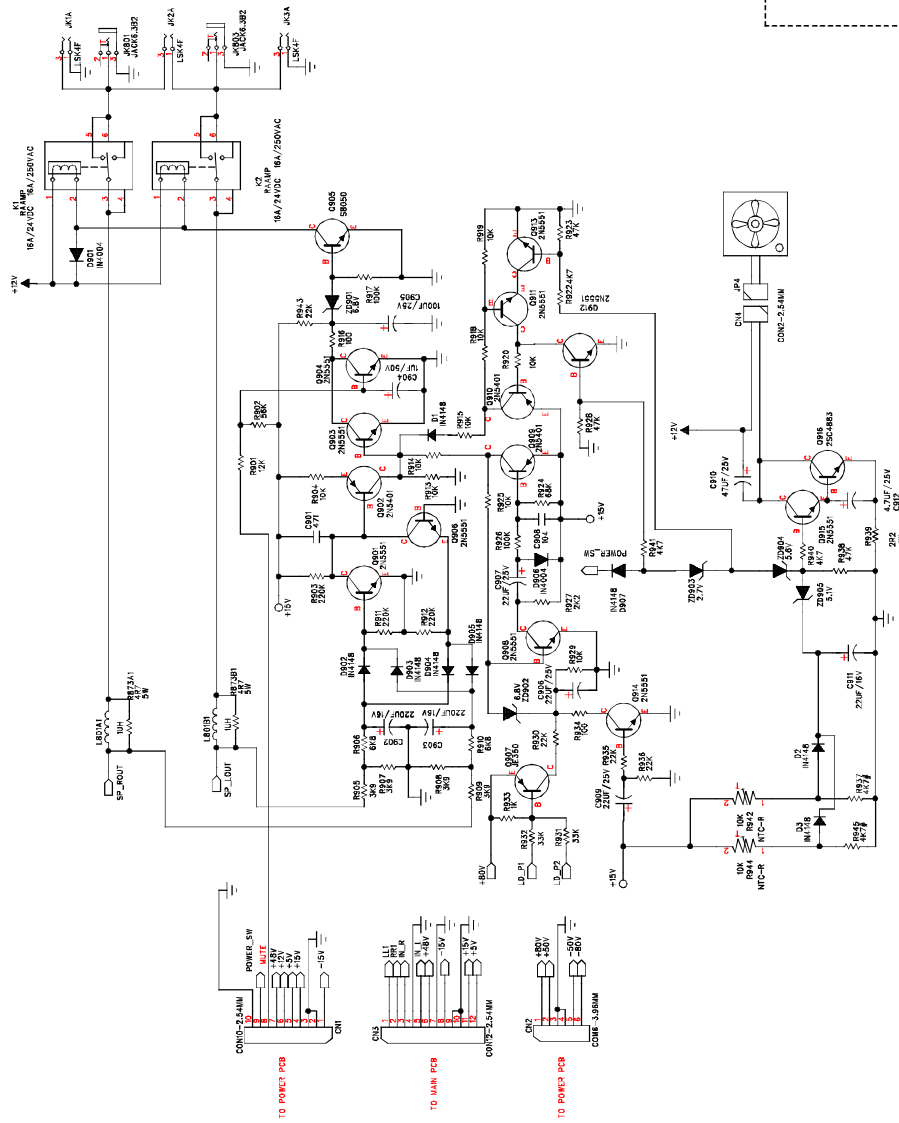 JK1A
LSK4F
JK801
JACK6.3B2
JK2A
LSK4F
JK803
JACK6.3B2
JK3A
LSK4F
K1
RAAMP
16A/24VDC 16A/250VAC
K2
RAAMP
16A/24VDC 16A/250VAC
+12V
D901
IN4004
Q905
S8050
R917
100K
ZD901
6.8V
C905
100UF/25V
R943
22K
R916
100
Q904
2N5551
C904
1UF/50V
R902
56K
R901
12K
Q903
2N5551
D1
IN4148
R915
10K
R914
10K
R913
10K
R904
10K
Q902
2N5401
C901
471
Q906
2N5551
Q901
2N5551
R903
220K
+15V
R911
220K
R912
220K
D902
IN4148
D903
IN4148
D904
IN4148
D905
IN4148
R919
10K
R918
10K
Q911
2N5551
Q913
2N5551
R923
47K
R922
4K7
Q912
2N5551
R920
10K
Q910
2N5401
R928
47K
Q909
2N5401
R925
10K
R924
68K
C908
104
R926
100K
+15V
C907
22UF/25V
D906
IN4004
R927
2K2
Q908
2N5551
R929
10K
C906
22UF/25V
6.8V
ZD902
R930
22K
R934
100
Q914
2N5551
R935
22K
R936
22K
C909
22UF/25V
Q907
JE350
R933
1K
R932
33K
R931
33K
+80V
LD_P1
LD_P2
+15V
POWER_SW
IN4148
D907
R941
4K7
ZD903
2.7V
ZD904
5.6V
ZD905
5.1V
R940
4K7
R938
47K
R939
2R2
Q915
2N5551
Q916
2SC4883
C910
47UF/25V
C912
4.7UF/25V
+12V
JP4
CN4
CON2-2.54MM
C911
22UF/16V
D2
IN4148
D3
IN4148
R942
10K
NTC-R
R944
10K
NTC-R
R937
4K7#
R945
4K7#
L801A1
1UH
R873A1
4R7
5W
SP_ROUT
L801B1
1UH
R873B1
4R7
5W
SP_LOUT
R906
6K8
R905
3K9
R907
3K9
R908
3K9
R909
3K9
R910
6K8
C902
220UF/16V
C903
220UF/16V
POWER_SW
MUTE
+48V
+12V
+5V
+15V
-15V
CON10-2.54MM
CN1
TO POWER PCB
LL1
RR1
IN_R
IN_L
+48V
-15V
+15V
+5V
CN3
CON12-2.54MM
TO MAIN PCB
+80V
+50V
-50V
-80V
CN2
COM6-3.96MM
TO POWER PCB